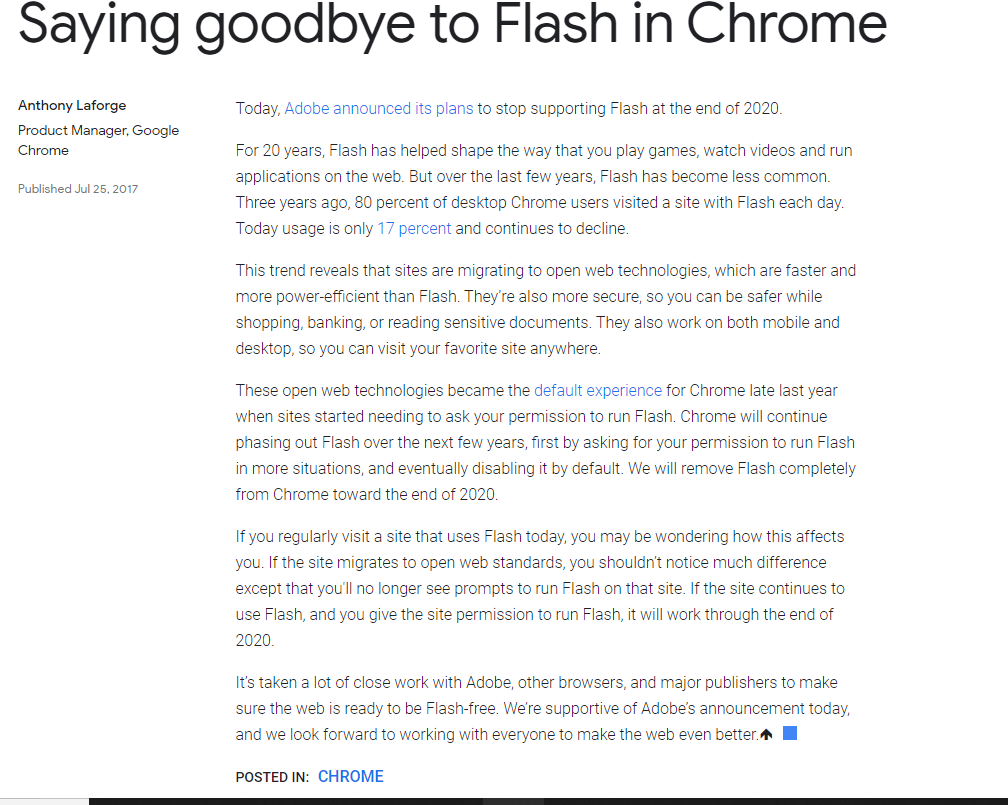 Saying goodbye to Flash in Chrome
Anthony Laforge
Product Manager, Google
Chrome
Published Jul 25, 2017
Today, Adobe announced its plans to stop supporting Flash at the end of 2020.
For 20 years, Flash has helped shape the way that you play games, watch videos and run
applications on the web. But over the last few years, Flash has become less common.
Three years ago, 80 percent of desktop Chrome users visited a site with Flash each day.
Today usage is only 17 percent and continues to decline.
This trend reveals that sites are migrating to open web technologies, which are faster and
more power-efficient than Flash. They're also more secure, so you can be safer while
shopping, banking, or reading sensitive documents. They also work on both mobile and
desktop, so you can visit your favorite site anywhere.
These open web technologies became the default experience for Chrome late last year
when sites started needing to ask your permission to run Flash. Chrome will continue
phasing out Flash over the next few years, first by asking for your permission to run Flash
in more situations, and eventually disabling it by default. We will remove Flash completely
from Chrome toward the end of 2020.
If you regularly visit a site that uses Flash today, you may be wondering how this affects
you. If the site migrates to open web standards, you shouldn't notice much difference
except that you'll no longer see prompts to run Flash on that site. If the site continues to
use Flash, and you give the site permission to run Flash, it will work through the end of
2020.
It's taken a lot of close work with Adobe, other browsers, and major publishers to make
sure the web is ready to be Flash-free. We're supportive of Adobe's announcement today,
and we look forward to working with everyone to make the web even better.
POSTED IN: CHROME